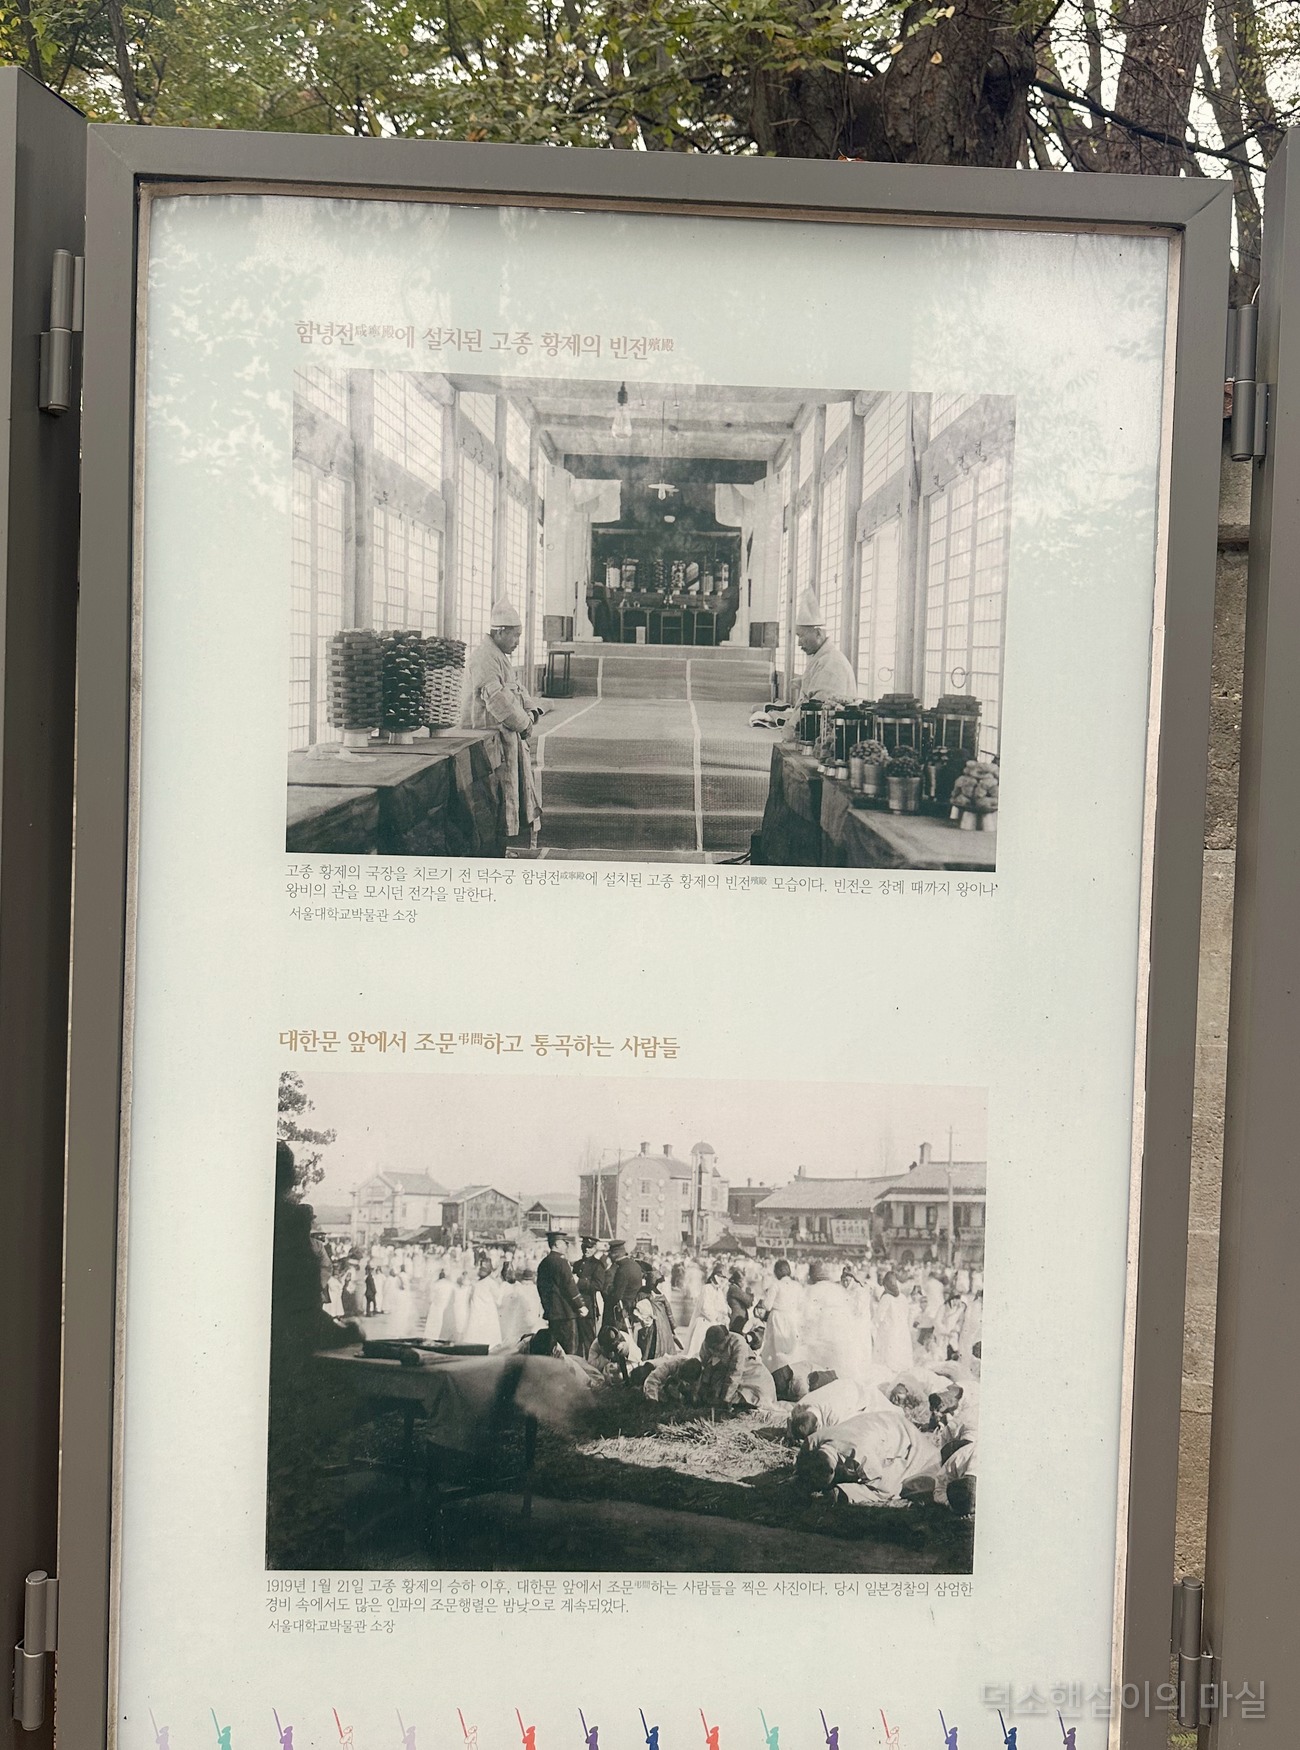 함녕전咸寧殿에 설치된 고종 황제의 빈전殯殿
고종 황제의 국장을 치르기 전 덕수궁 함녕전咸寧殿에 설치된 고종 황제의 빈전殯殿 모습이다. 빈전은 장례 때까지 왕이나
왕비의 관을 모시던 전각을 말한다.
서울대학교박물관 소장
대한문 앞에서 조문弔問하고 통곡하는 사람들
1919년 1월 21일 고종 황제의 승하 이후, 대한문 앞에서 조문弔問하는 사람들을 찍은 사진이다. 당시 일본경찰의 삼엄한
경비 속에서도 많은 인파의 조문행렬은 밤낮으로 계속되었다.
서울대학교박물관 소장
덕소핸섬이의 마실